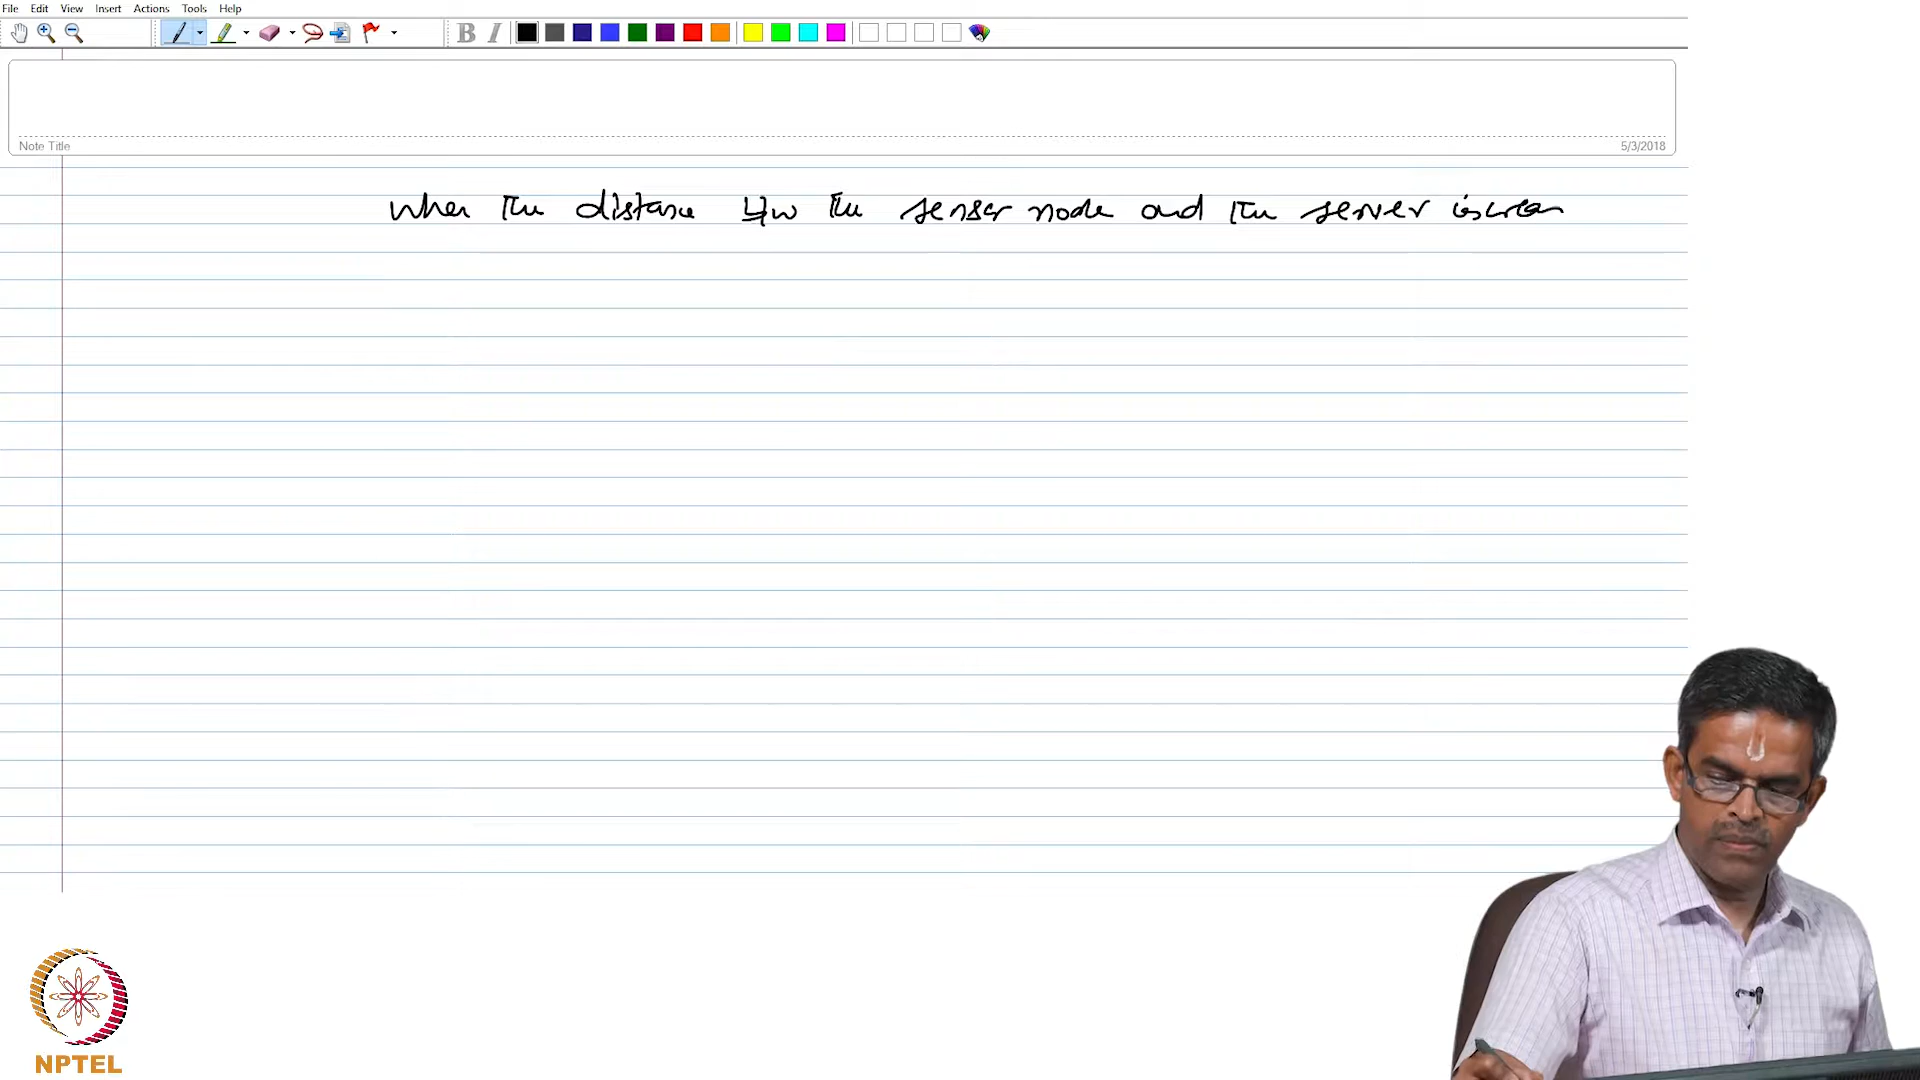 File Edit View Insert Actions Tools Help
B I
Note Title
5/3/2018
When the distance b/w the sensor node and the server increas
NPTEL